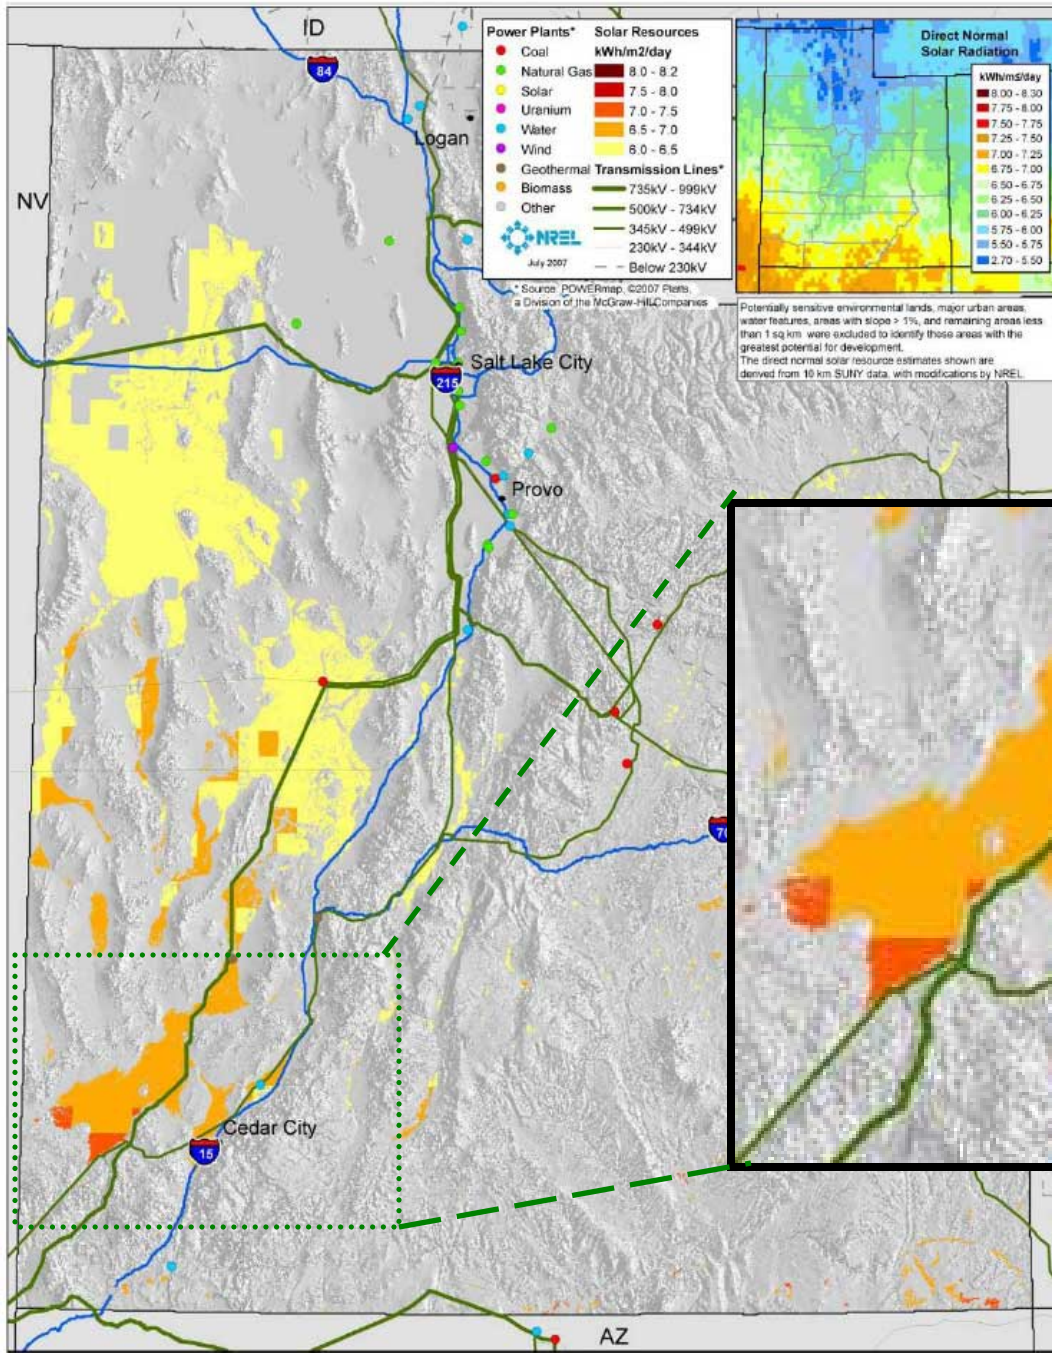 ID
84
Logan
NV
Power Plants* Solar Resources
kWh/m2/day
Coal 8.0 - 8.2
Natural Gas 7.5 - 8.0
Solar 7.0 - 7.5
Uranium 6.5 - 7.0
Water 6.0 - 6.5
Wind
Geothermal Transmission Lines*
Biomass 735kV - 999kV
Other 500kV - 734kV
345kV - 499kV
230kV - 344kV
Below 230kV
NREL
July 2007
* Source: POWERmap, ©2007 Platts,
a Division of the McGraw-Hill Companies
Direct Normal
Solar Radiation
kWh/m2/day
8.00 - 8.30
7.75 - 8.00
7.50 - 7.75
7.25 - 7.50
7.00 - 7.25
6.75 - 7.00
6.50 - 6.75
6.25 - 6.50
6.00 - 6.25
5.75 - 6.00
5.50 - 5.75
2.70 - 5.50
Potentially sensitive environmental lands, major urban areas,
water features, areas with slope > 1%, and remaining areas less
than 1 sq km were excluded to identify those areas with the
greatest potential for development.
The direct normal solar resource estimates shown are
derived from 10 km SUNY data, with modifications by NREL.
Salt Lake City
215
Provo
70
Cedar City
15
AZ